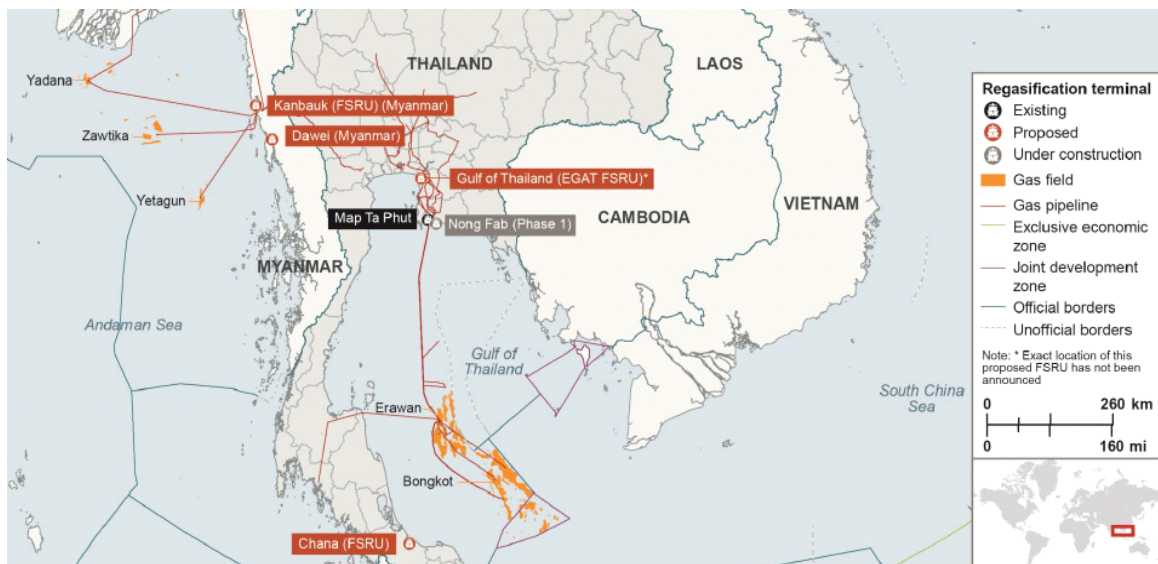 THAILAND
LAOS
Yadana
Kanbauk (FSRU) (Myanmar)
Zawtika
Dawei (Myanmar)
Gulf of Thailand (EGAT FSRU)*
Yetagun
VIETNAM
Map Ta Phut
Nong Fab (Phase 1)
CAMBODIA
MYANMAR
Andaman Sea
Gulf of
Thailand
South China
Sea
Erawan
Bongkot
Chana (FSRU)
Regasification terminal
Existing
Proposed
Under construction
Gas field
Gas pipeline
Exclusive economic
zone
Joint development
zone
Official borders
Unofficial borders
Note: * Exact location of this
proposed FSRU has not been
announced
0 260 km
0 160 mi